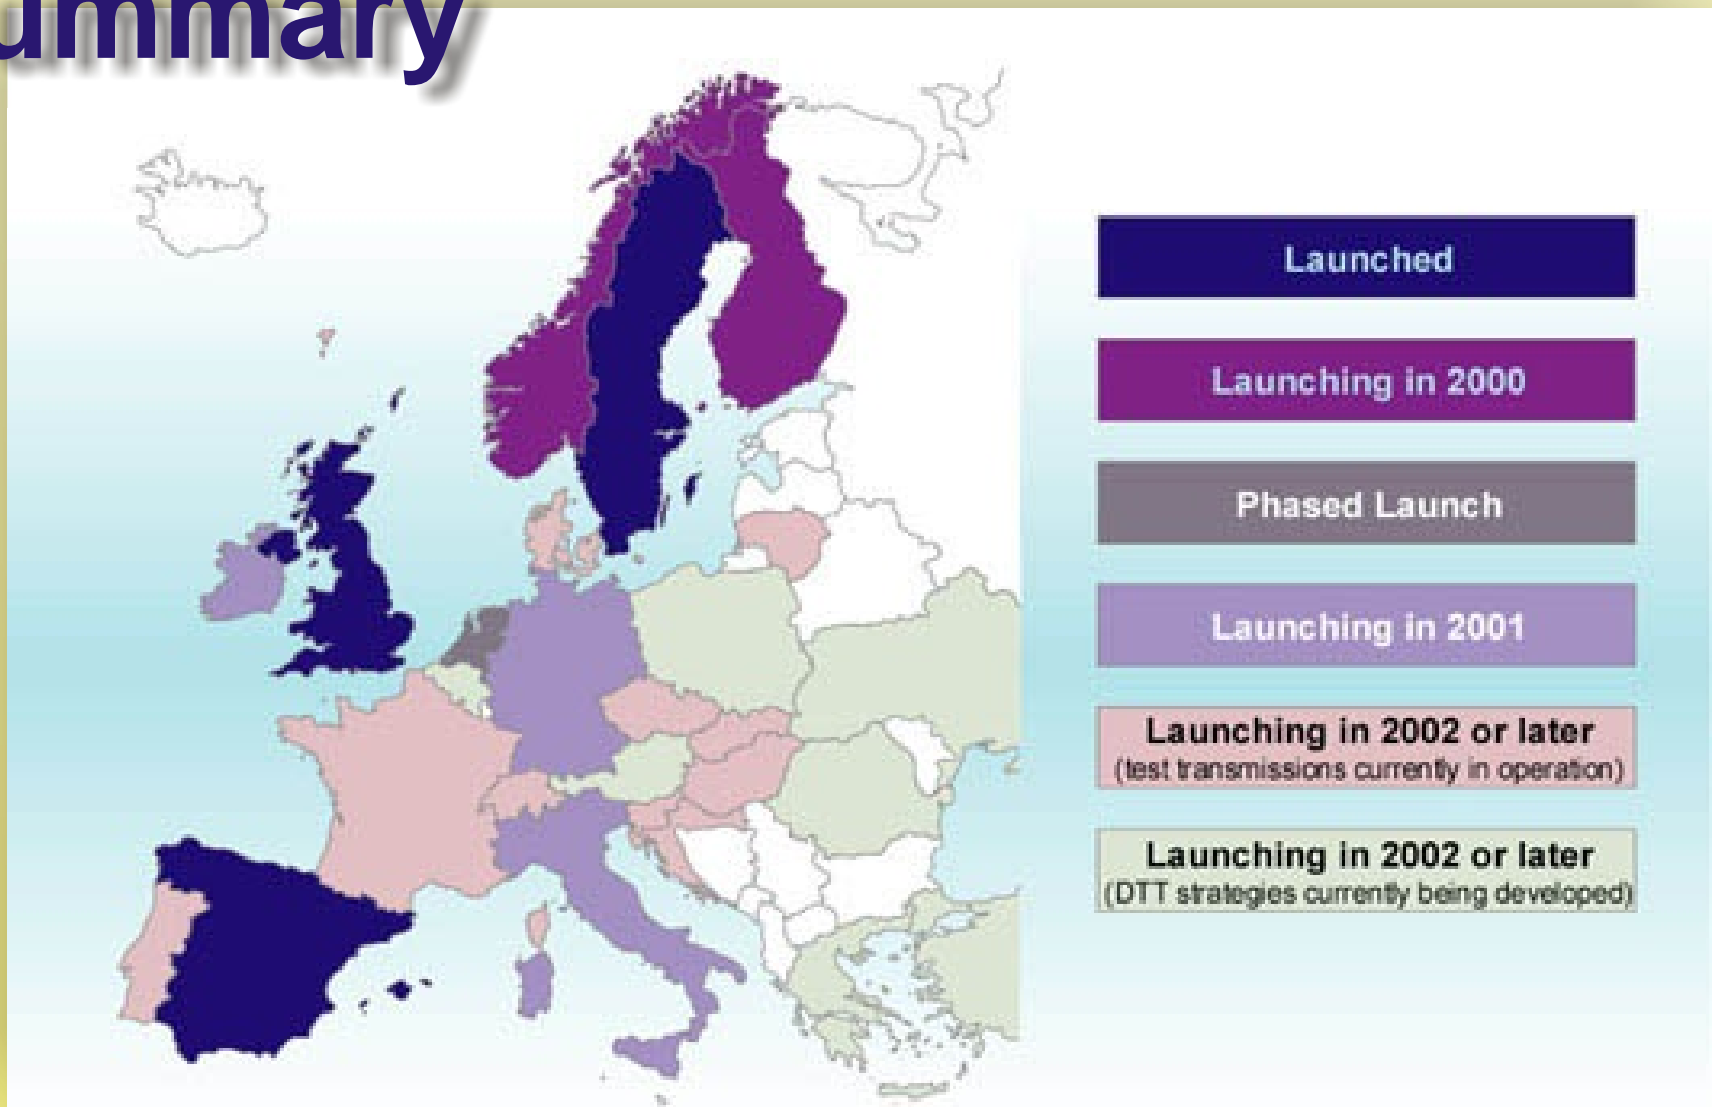 ummary
Launched
Launching in 2000
Phased Launch
Launching in 2001
Launching in 2002 or later
(test transmissions currently in operation)
Launching in 2002 or later
(DTT strategies currently being developed)